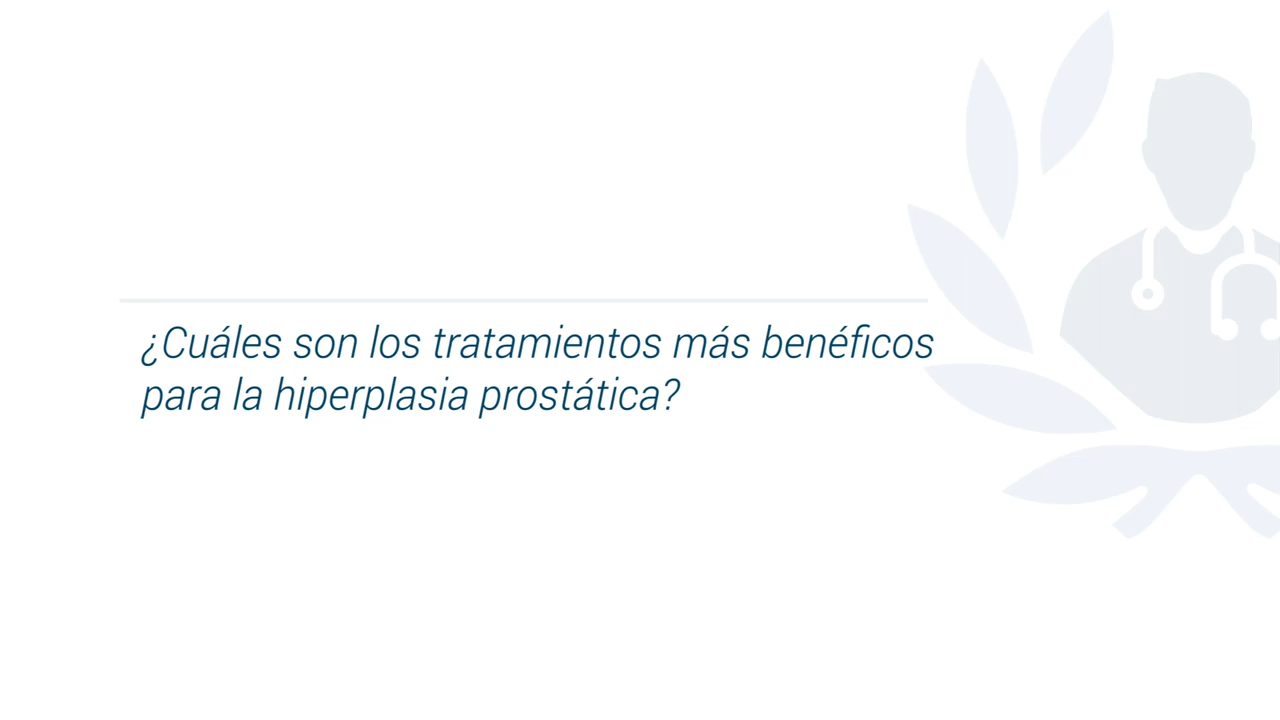 ¿Cuáles son los tratamientos más benéficos
para la hiperplasia prostática?